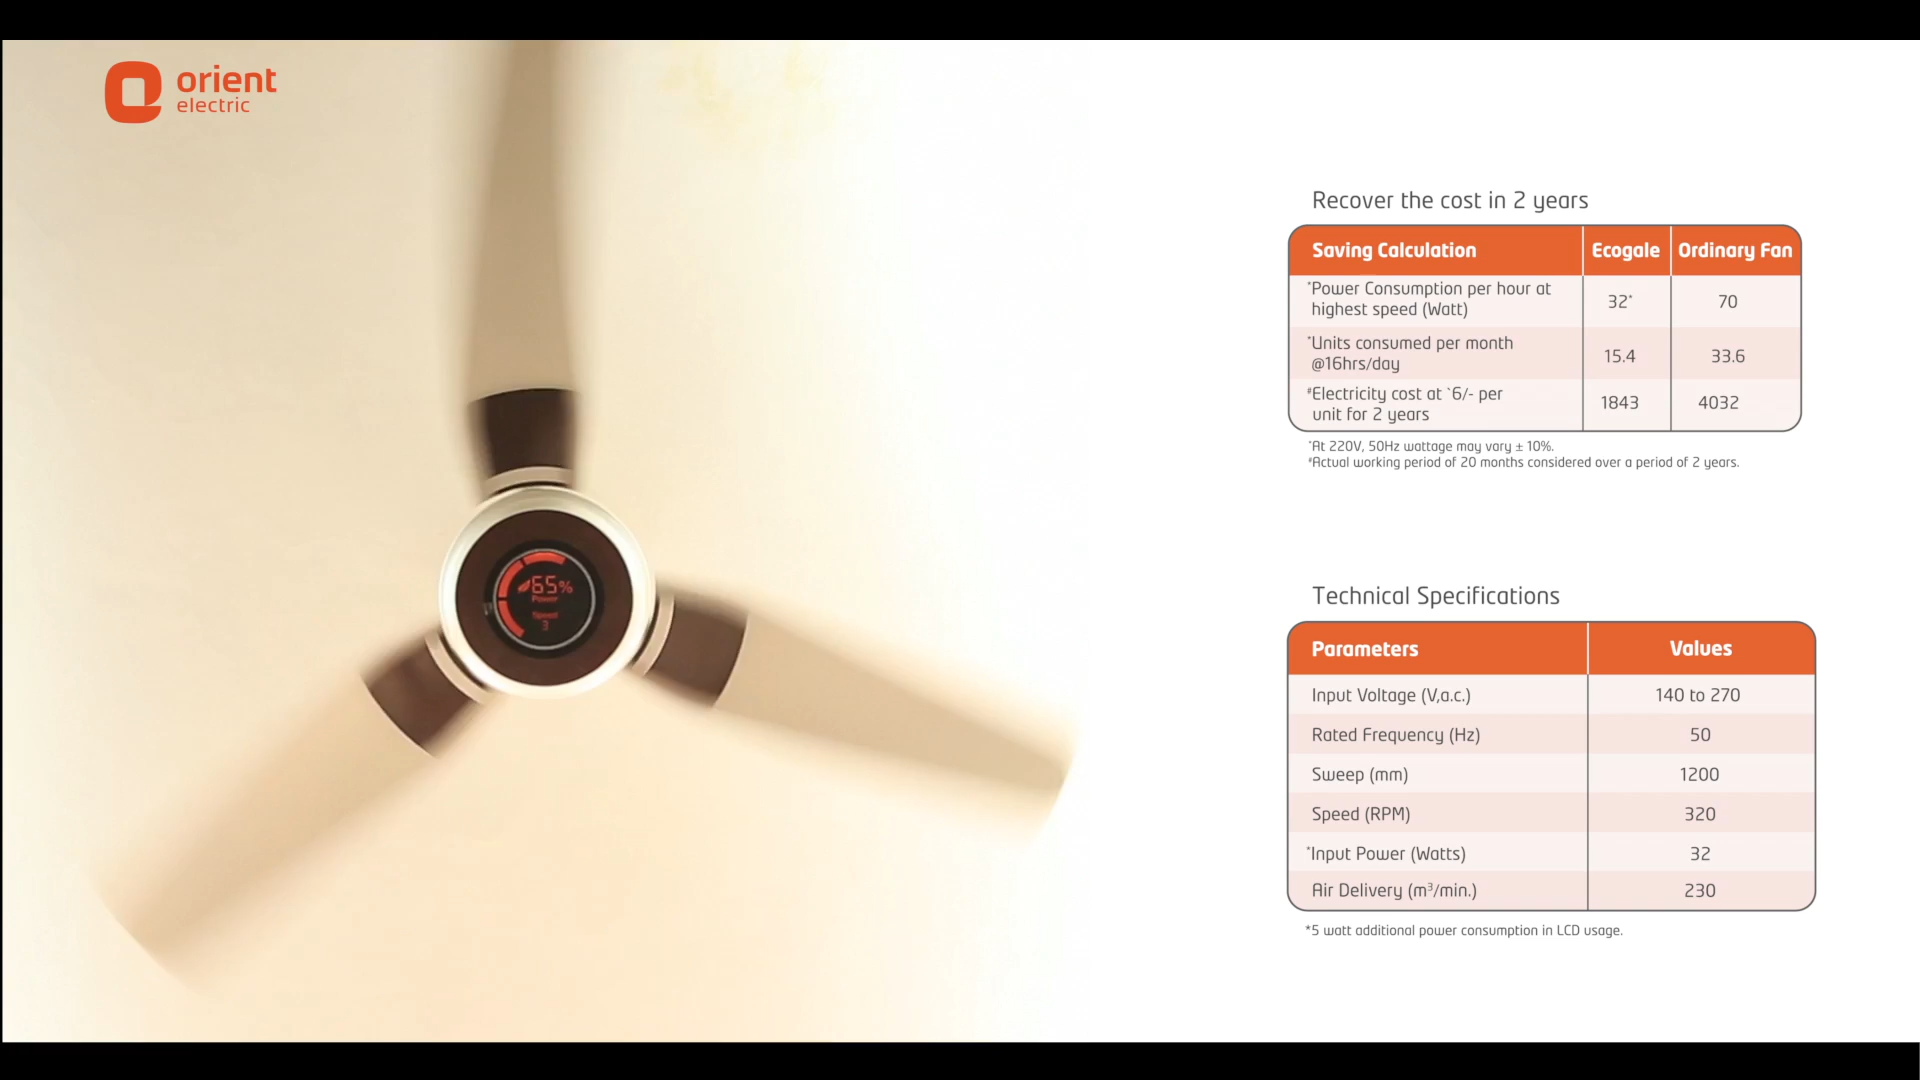 orient
electric
Recover the cost in 2 years
Saving Calculation Ecogale Ordinary Fan
*Power Consumption per hour at
highest speed (Watt) 32* 70
*Units consumed per month
@16hrs/day 15.4 33.6
#Electricity cost at `6/- per
unit for 2 years 1843 4032
*At 220V, 50Hz wattage may vary ± 10%.
#Actual working period of 20 months considered over a period of 2 years.
65%
Power
Speed
3
Technical Specifications
Parameters Values
Input Voltage (V,a.c.) 140 to 270
Rated Frequency (Hz) 50
Sweep (mm) 1200
Speed (RPM) 320
*Input Power (Watts) 32
Air Delivery (m³/min.) 230
*5 watt additional power consumption in LCD usage.